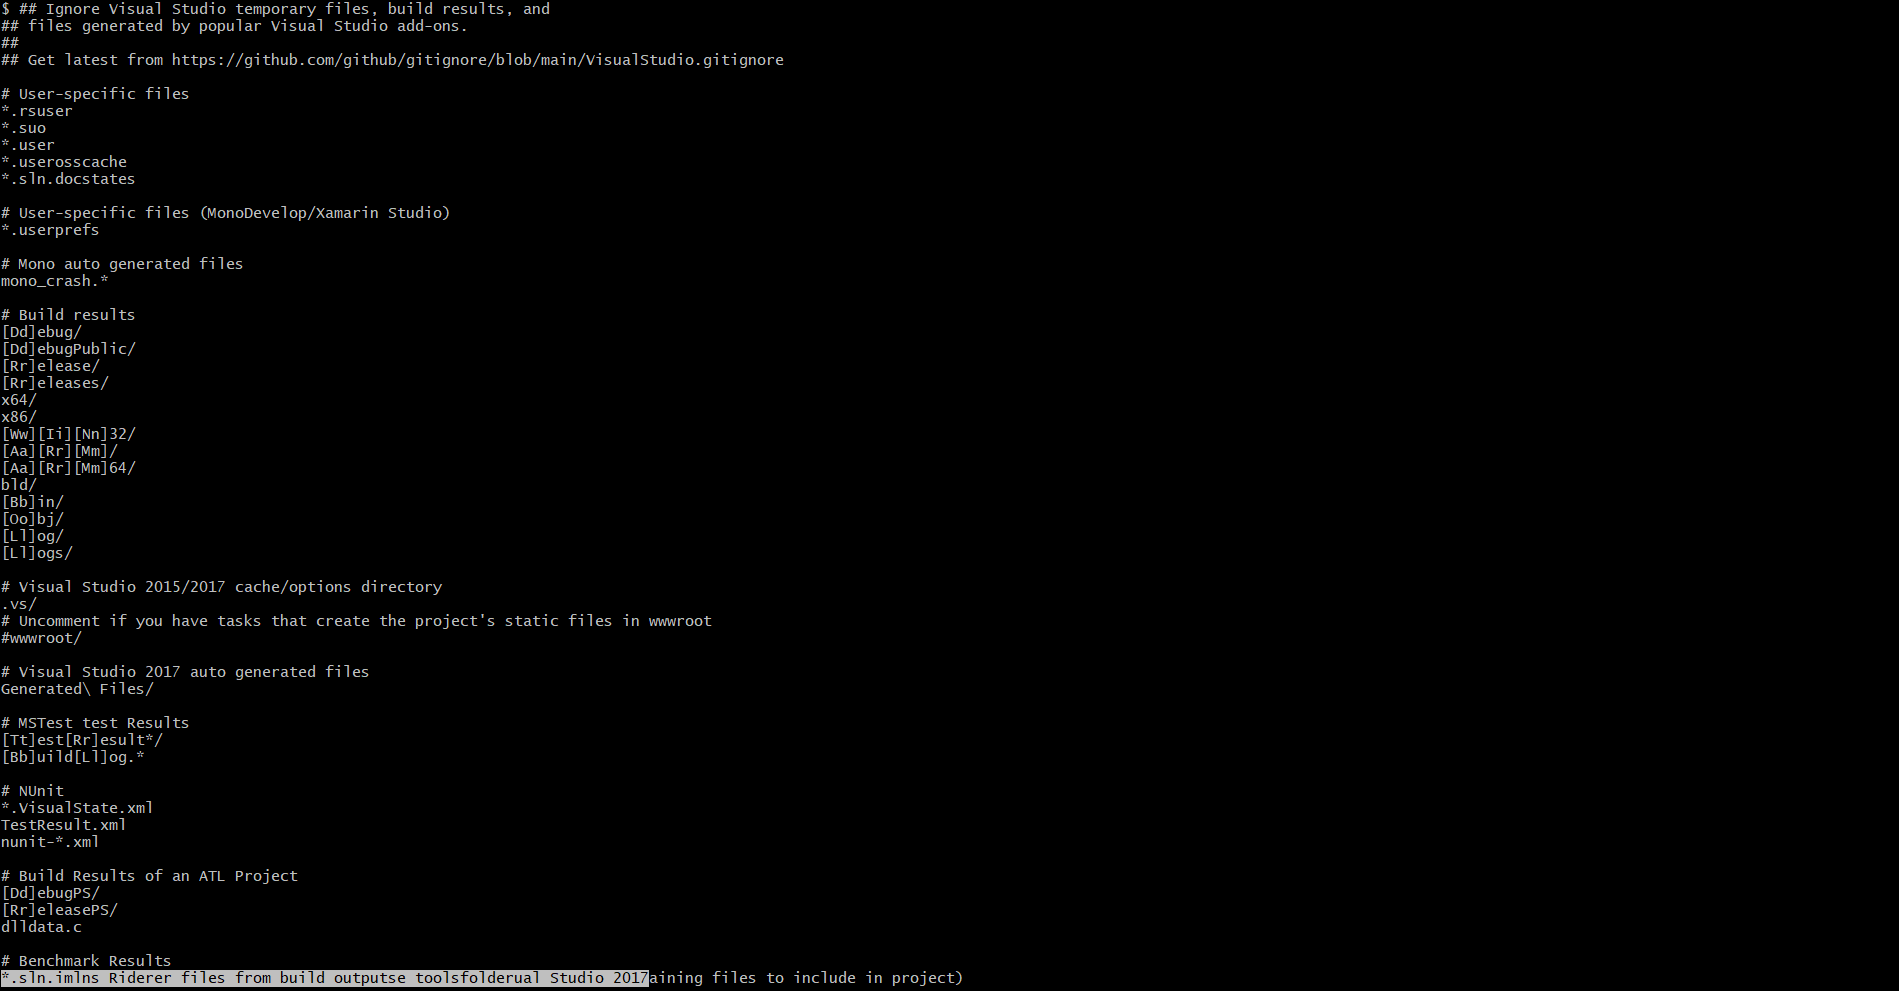 $ ## Ignore Visual Studio temporary files, build results, and
## files generated by popular Visual Studio add-ons.
##
## Get latest from https://github.com/github/gitignore/blob/main/VisualStudio.gitignore
# User-specific files
*.rsuser
*.suo
*.user
*.userosscache
*.sln.docstates
# User-specific files (MonoDevelop/Xamarin Studio)
*.userprefs
# Mono auto generated files
mono_crash.*
# Build results
[Dd]ebug/
[Dd]ebugPublic/
[Rr]elease/
[Rr]eleases/
x64/
x86/
[Ww][Ii][Nn]32/
[Aa][Rr][Mm]/
[Aa][Rr][Mm]64/
bld/
[Bb]in/
[Oo]bj/
[Ll]og/
[Ll]ogs/
# Visual Studio 2015/2017 cache/options directory
.vs/
# Uncomment if you have tasks that create the project's static files in wwwroot
#wwwroot/
# Visual Studio 2017 auto generated files
Generated\ Files/
# MSTest test Results
[Tt]est[Rr]esult*/
[Bb]uild[Ll]og.*
# NUnit
*.VisualState.xml
TestResult.xml
nunit-*.xml
# Build Results of an ATL Project
[Dd]ebugPS/
[Rr]eleasePS/
dlldata.c
# Benchmark Results
*.sln.imlns Riderer files from build outputse toolsfolderual Studio 2017aining files to include in project)